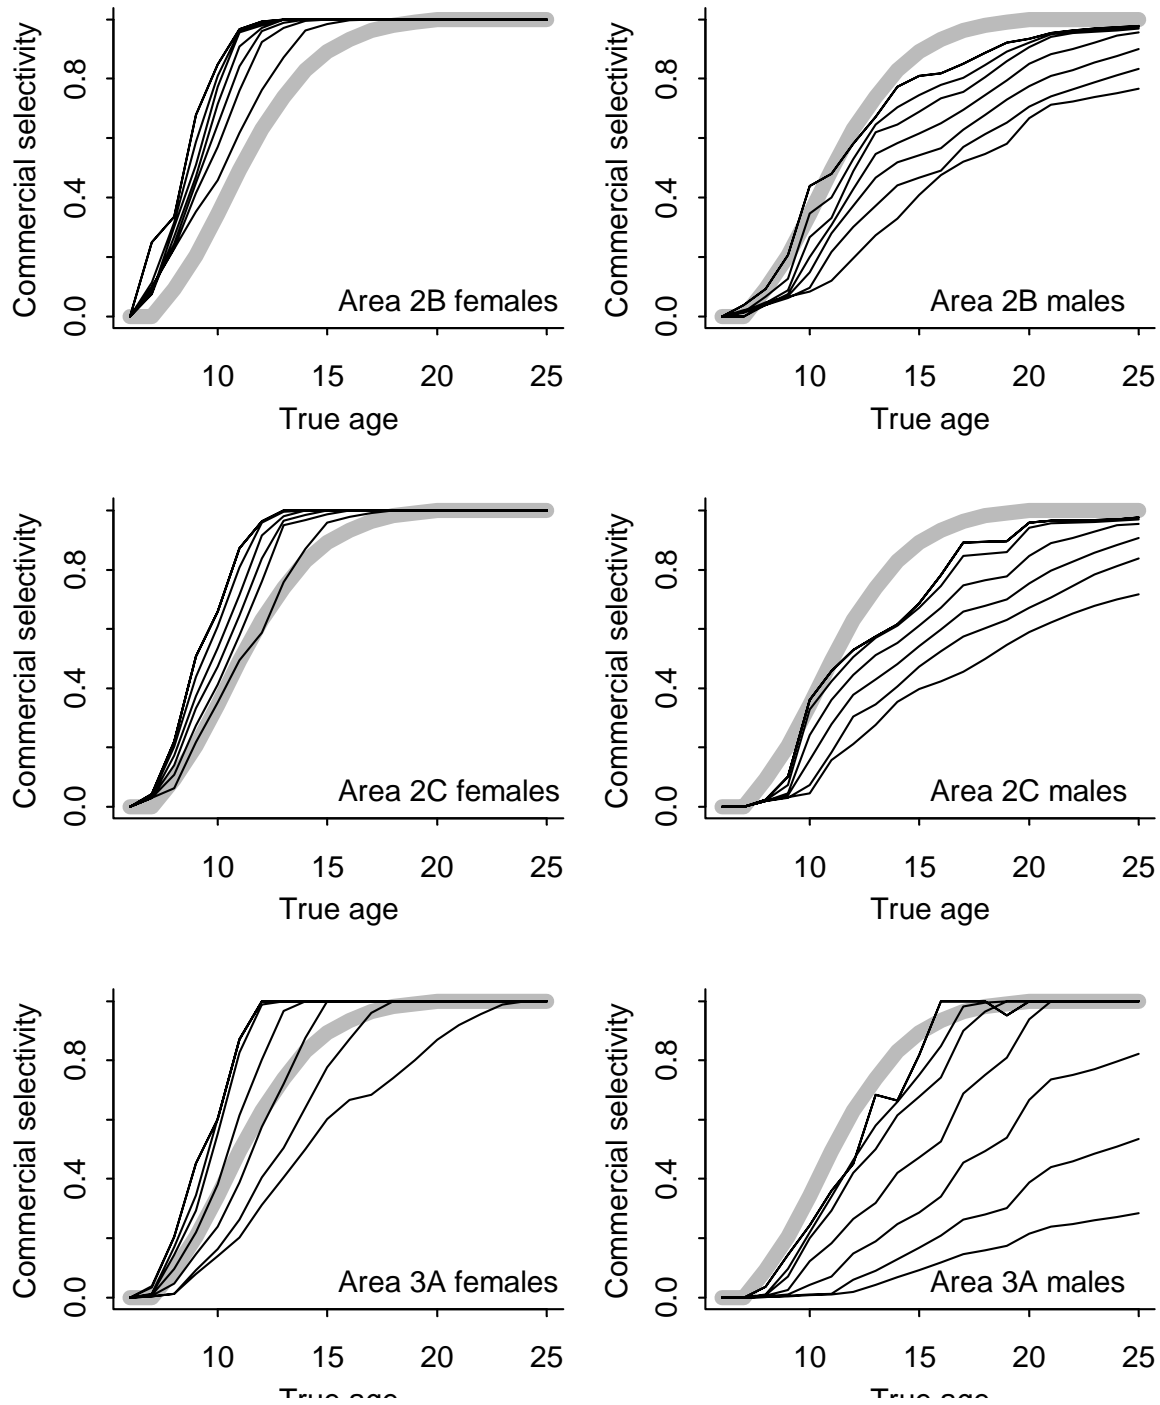 Commercial selectivity
0.0 0.4 0.8
Area 2B females
10 15 20 25
True age
Commercial selectivity
0.0 0.4 0.8
Area 2B males
10 15 20 25
True age
Commercial selectivity
0.0 0.4 0.8
Area 2C females
10 15 20 25
True age
Commercial selectivity
0.0 0.4 0.8
Area 2C males
10 15 20 25
True age
Commercial selectivity
0.0 0.4 0.8
Area 3A females
10 15 20 25
True age
Commercial selectivity
0.0 0.4 0.8
Area 3A males
10 15 20 25
True age